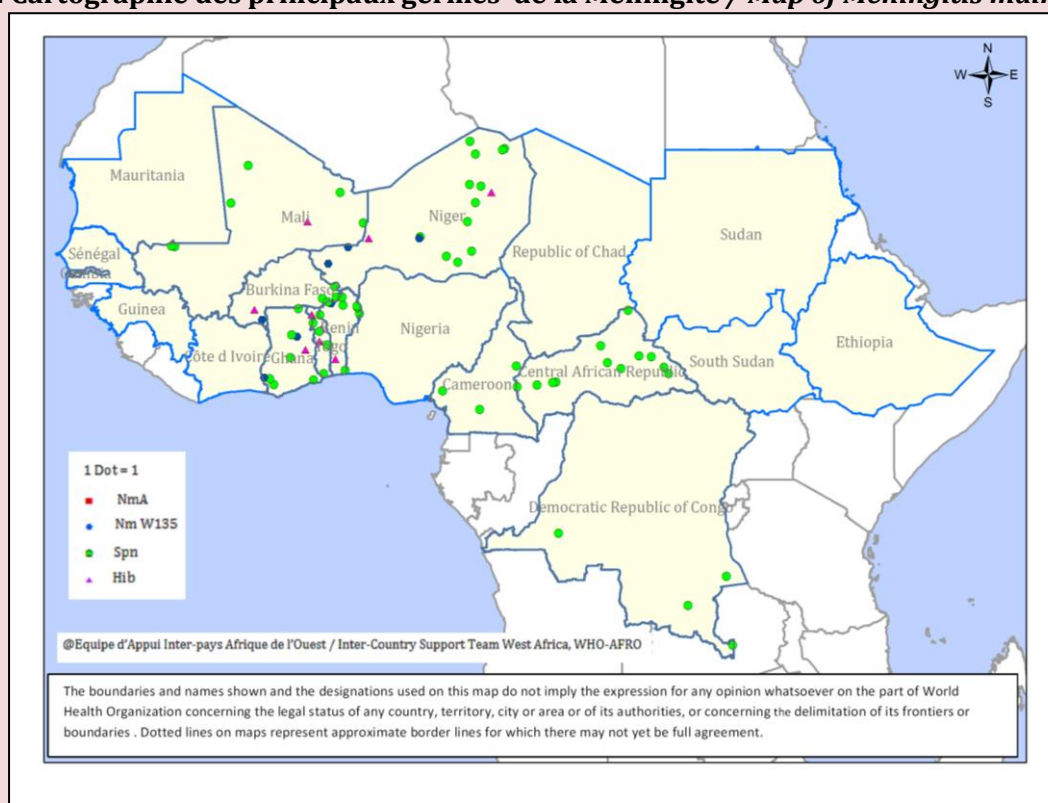 Cartographie des principaux germes de la Méningite / Map of Meningitis main
N
W E
S
Mauritania
Mali
Niger
Sudan
Sénégal
Republic of Chad
Burkina Faso
Guinea
Nigeria
Benin
Togo
Côte d Ivoire
Ghana
Ethiopia
South Sudan
Central African Republic
Cameroon
Democratic Republic of Congo
1 Dot = 1
NmA
Nm W135
Spn
Hib
@Equipe d'Appui Inter-pays Afrique de l'Ouest / Inter-Country Support Team West Africa, WHO-AFRO
The boundaries and names shown and the designations used on this map do not imply the expression for any opinion whatsoever on the part of World
Health Organization concerning the legal status of any country, territory, city or area or of its authorities, or concerning the delimitation of its frontiers or
boundaries . Dotted lines on maps represent approximate border lines for which there may not yet be full agreement.